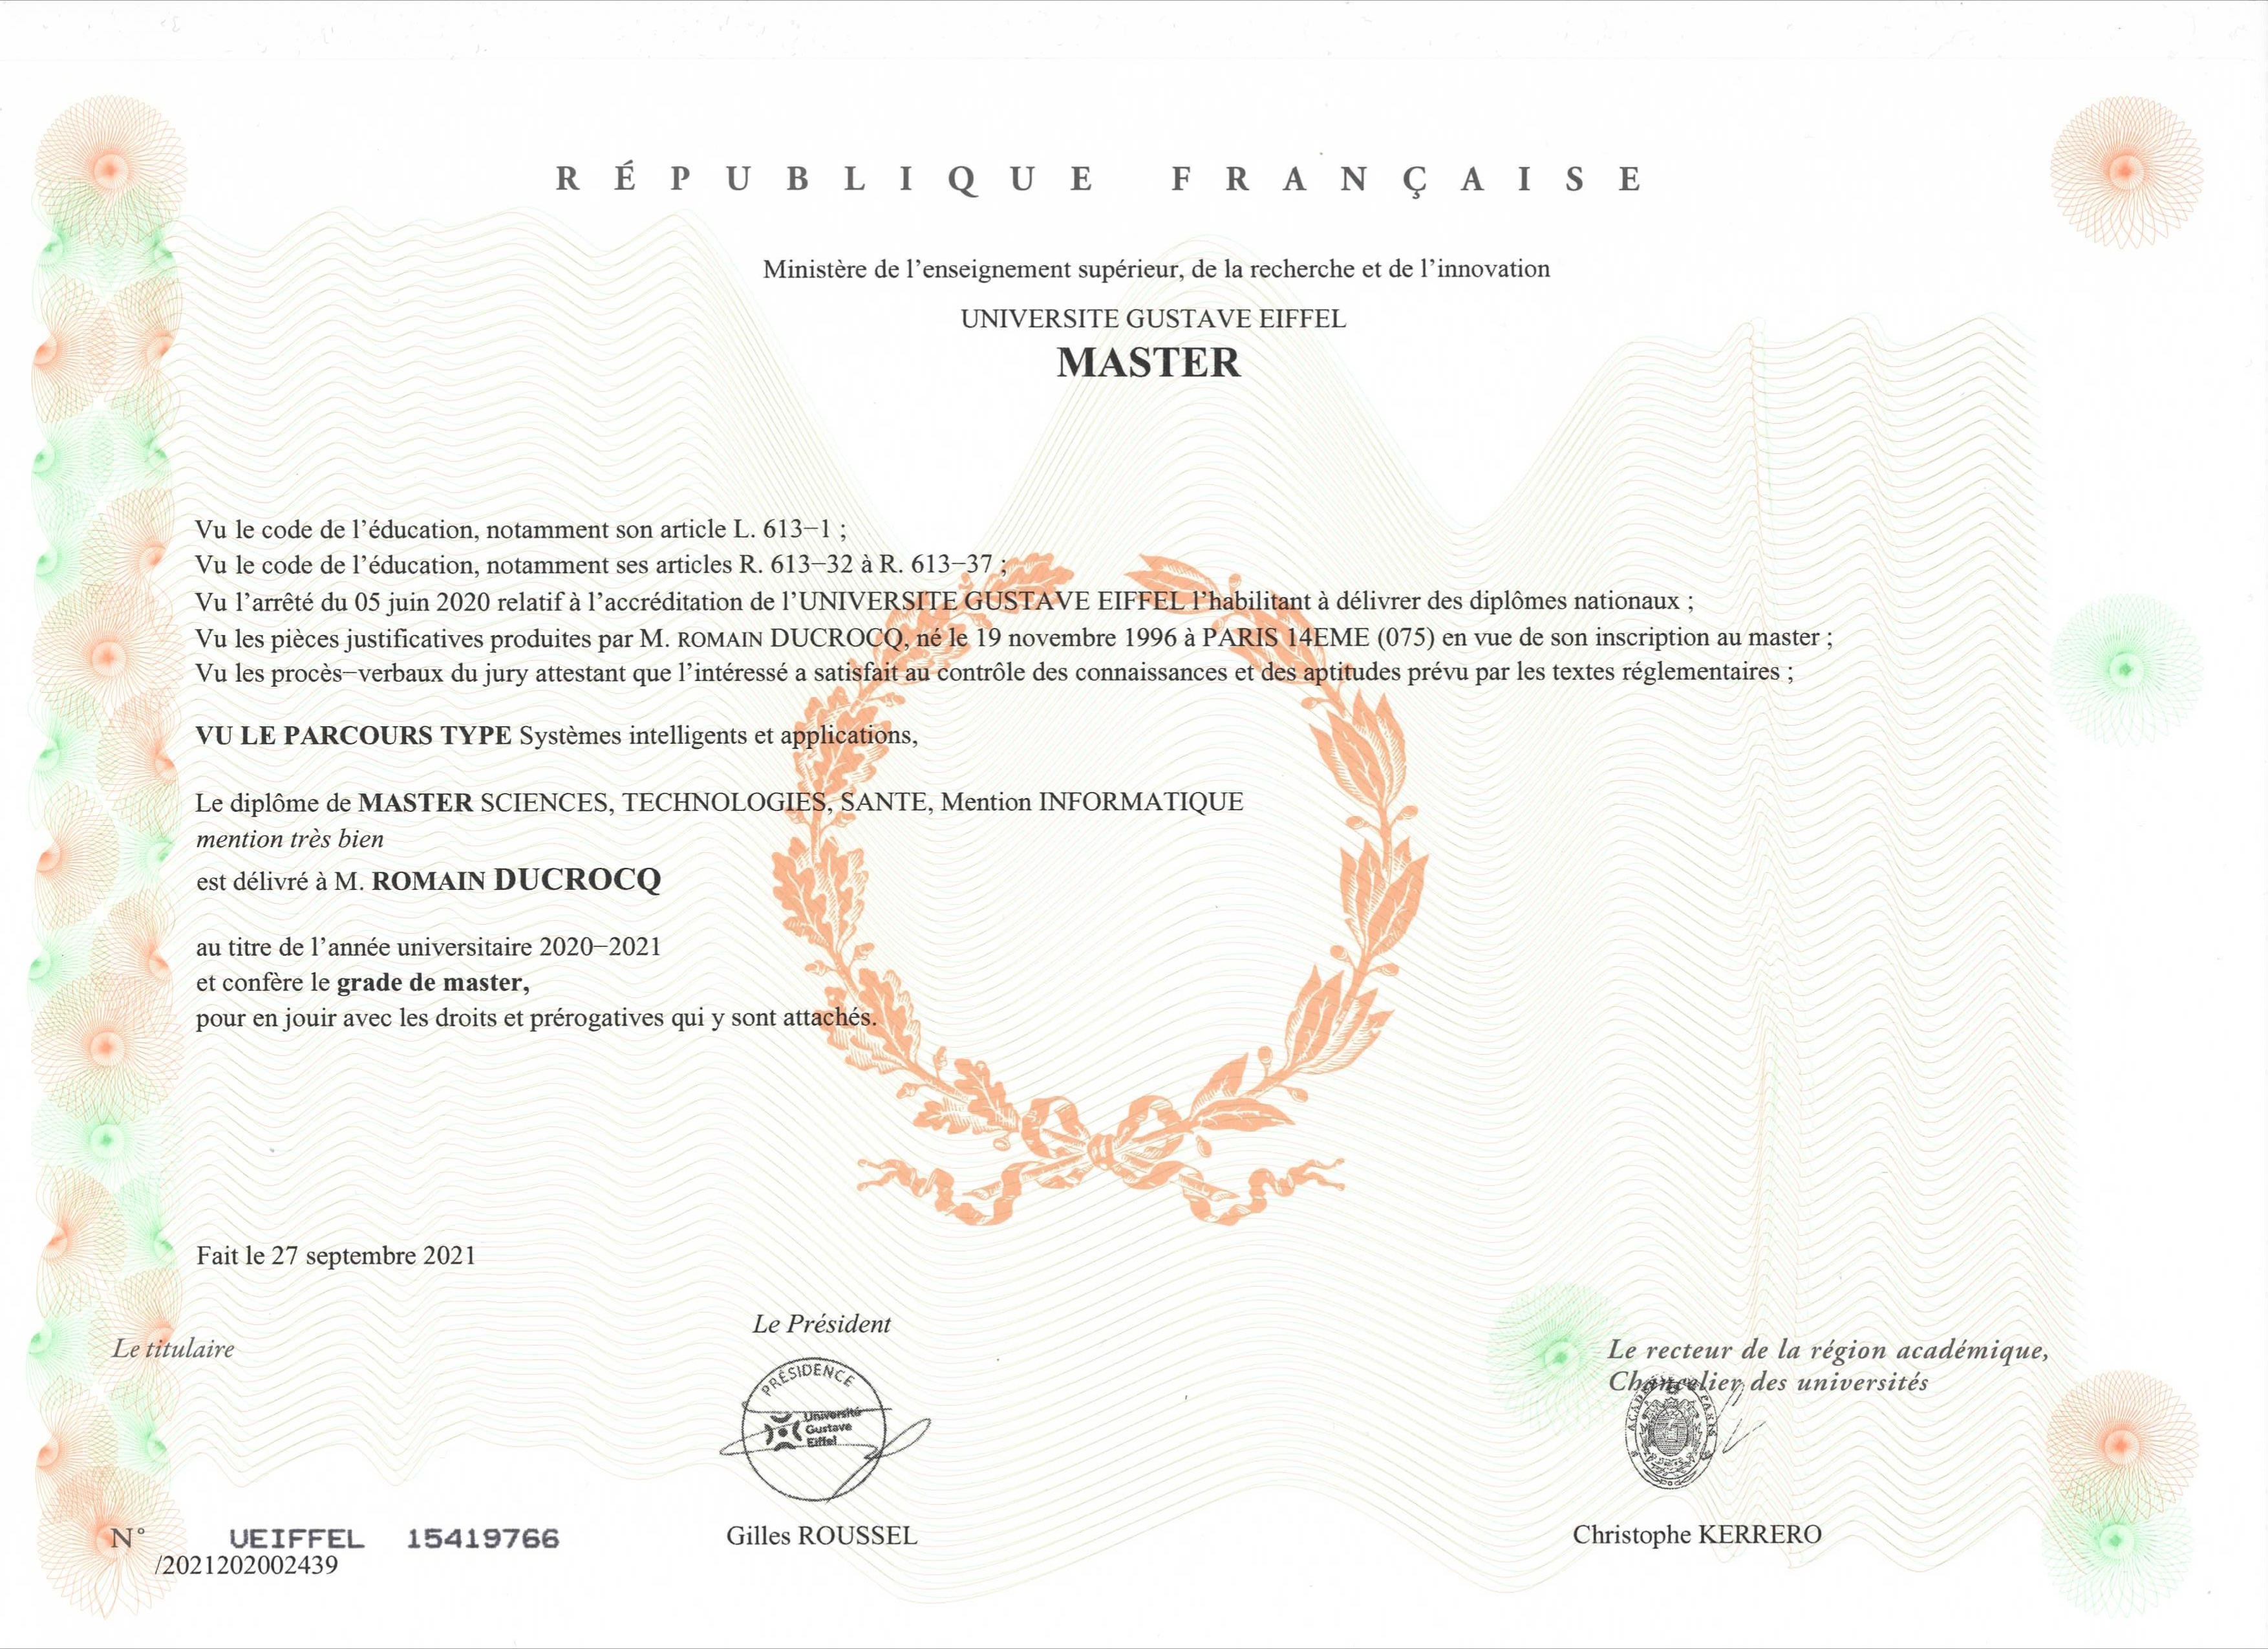 RÉPUBLIQUE FRANÇAISE
Ministère de l’enseignement supérieur, de la recherche et de l’innovation
UNIVERSITE GUSTAVE EIFFEL
MASTER
Vu le code de l’éducation, notamment son article L. 613−1 ;
Vu le code de l’éducation, notamment ses articles R. 613−32 à R. 613−37 ;
Vu l’arrêté du 05 juin 2020 relatif à l’accréditation de l’UNIVERSITE GUSTAVE EIFFEL l’habilitant à délivrer des diplômes nationaux ;
Vu les pièces justificatives produites par M. ROMAIN DUCROCQ, né le 19 novembre 1996 à PARIS 14EME (075) en vue de son inscription au master ;
Vu les procès−verbaux du jury attestant que l’intéressé a satisfait au contrôle des connaissances et des aptitudes prévu par les textes réglementaires ;
VU LE PARCOURS TYPE Systèmes intelligents et applications,
Le diplôme de MASTER SCIENCES, TECHNOLOGIES, SANTE, Mention INFORMATIQUE
mention très bien
est délivré à M. ROMAIN DUCROCQ
au titre de l’année universitaire 2020−2021
et confère le grade de master,
pour en jouir avec les droits et prérogatives qui y sont attachés.
Fait le 27 septembre 2021
Le titulaire
Le Président
PRÉSIDENCE
Université
Gustave
Eiffel
Gilles ROUSSEL
Le recteur de la région académique,
Chancelier des universités
Christophe KERRERO
N° UEIFFEL 15419766
/2021202002439